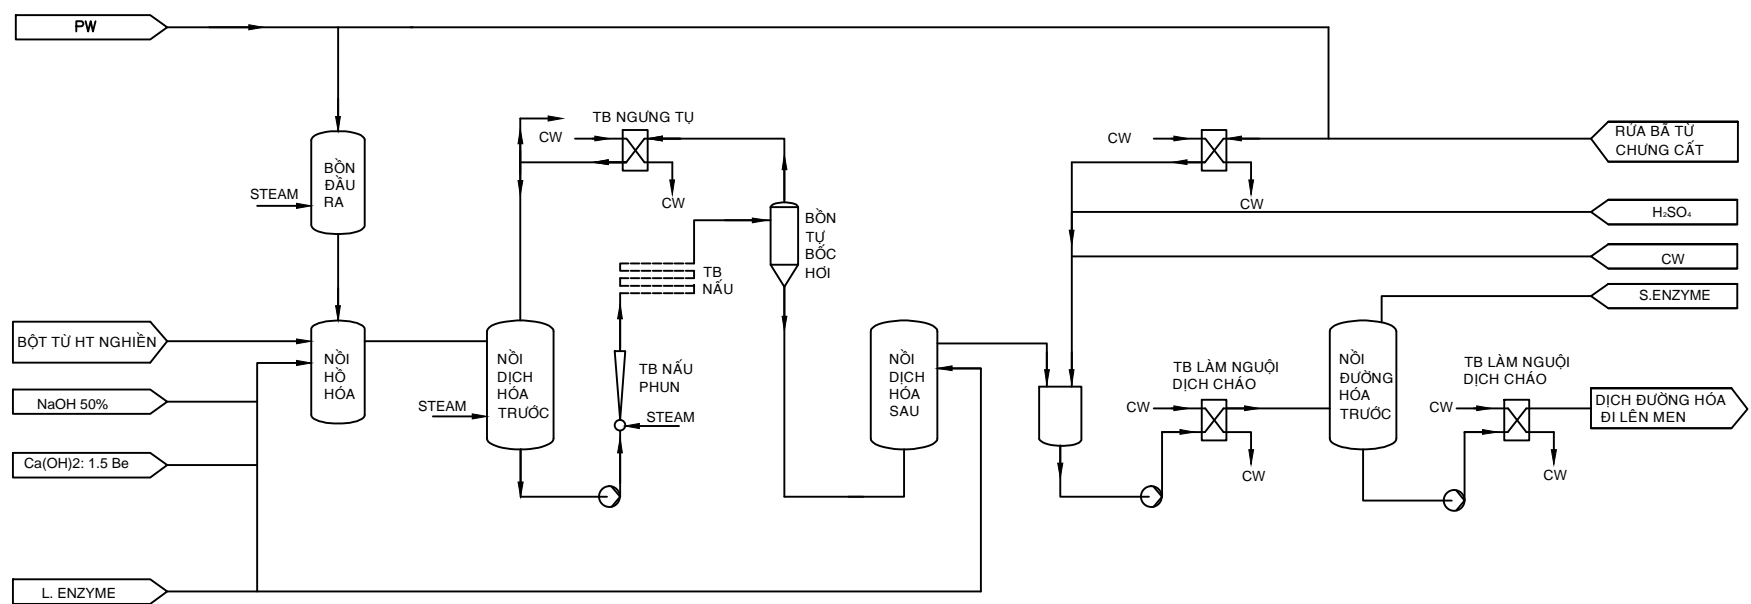 PW
TB NGƯNG TỤ
CW
CW
RỬA BÃ TỪ
CHƯNG CẤT
BỒN
ĐẦU
RA
STEAM
CW
CW
H₂SO₄
BỒN
TỰ
BỐC
HƠI
CW
TB
NẤU
S.ENZYME
BỘT TỪ HT NGHIỀN
NỒI
HỒ
HÓA
NỒI
DỊCH
HÓA
TRƯỚC
STEAM
TB NẤU
PHUN
STEAM
NỒI
DỊCH
HÓA
SAU
TB LÀM NGUỘI
DỊCH CHÁO
CW
CW
NỒI
ĐƯỜNG
HÓA
TRƯỚC
TB LÀM NGUỘI
DỊCH CHÁO
CW
CW
DỊCH ĐƯỜNG HÓA
ĐI LÊN MEN
NaOH 50%
Ca(OH)2: 1.5 Be
L. ENZYME